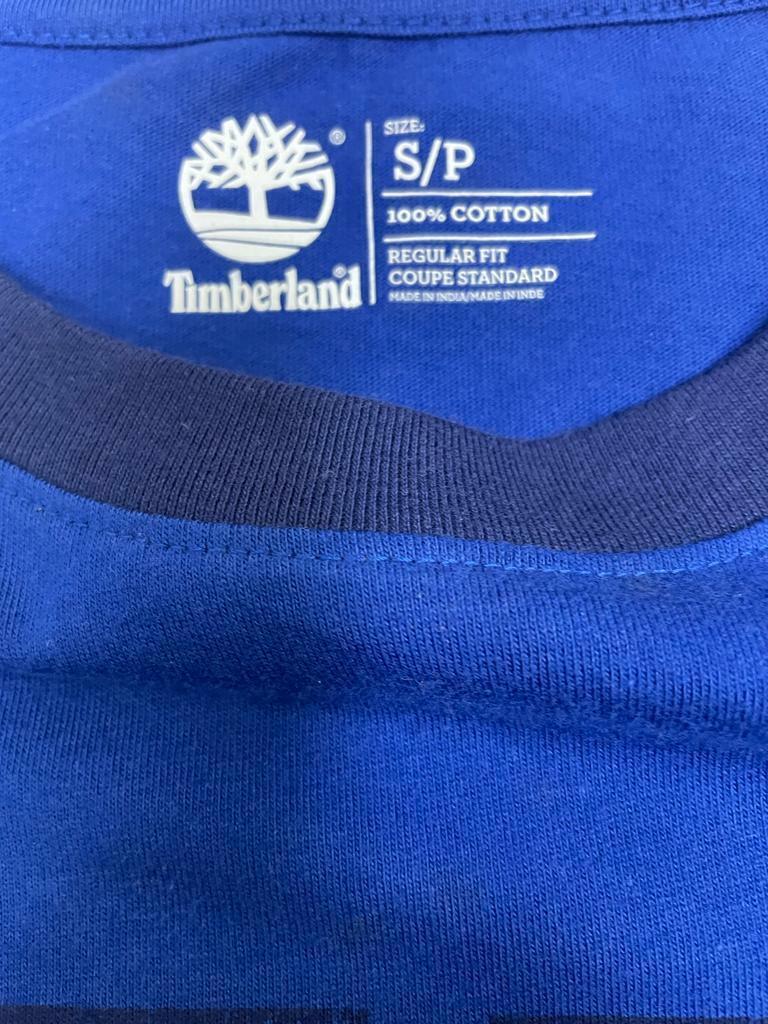 Timberland®
®
SIZE:
S/P
100% COTTON
REGULAR FIT
COUPE STANDARD
MADE IN INDIA/MADE IN INDE